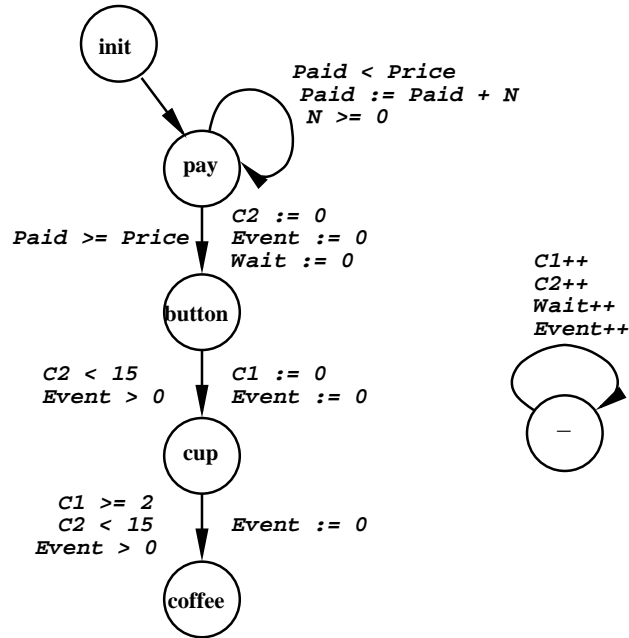 init
Paid < Price
Paid := Paid + N
N >= 0
pay
Paid >= Price
C2 := 0
Event := 0
Wait := 0
button
C1++
C2++
Wait++
Event++
C2 < 15
Event > 0
C1 := 0
Event := 0
–
cup
C1 >= 2
C2 < 15
Event > 0
Event := 0
coffee